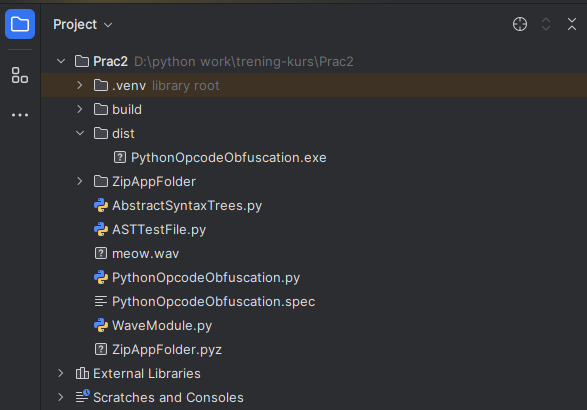 Project
Prac2 D:\python work\trening-kurs\Prac2
.venv library root
build
dist
PythonOpcodeObfuscation.exe
ZipAppFolder
AbstractSyntaxTrees.py
ASTTestFile.py
meow.wav
PythonOpcodeObfuscation.py
PythonOpcodeObfuscation.spec
WaveModule.py
ZipAppFolder.pyz
External Libraries
Scratches and Consoles